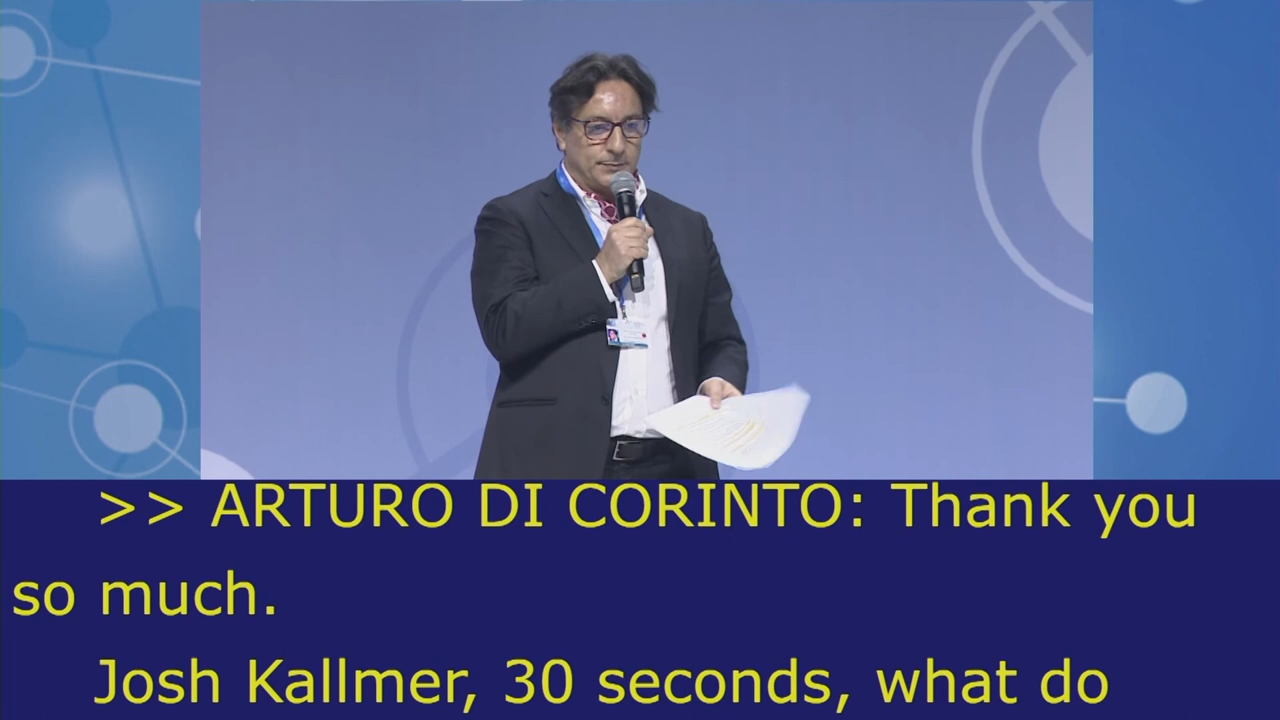 >> ARTURO DI CORINTO: Thank you
so much.
Josh Kallmer, 30 seconds, what do